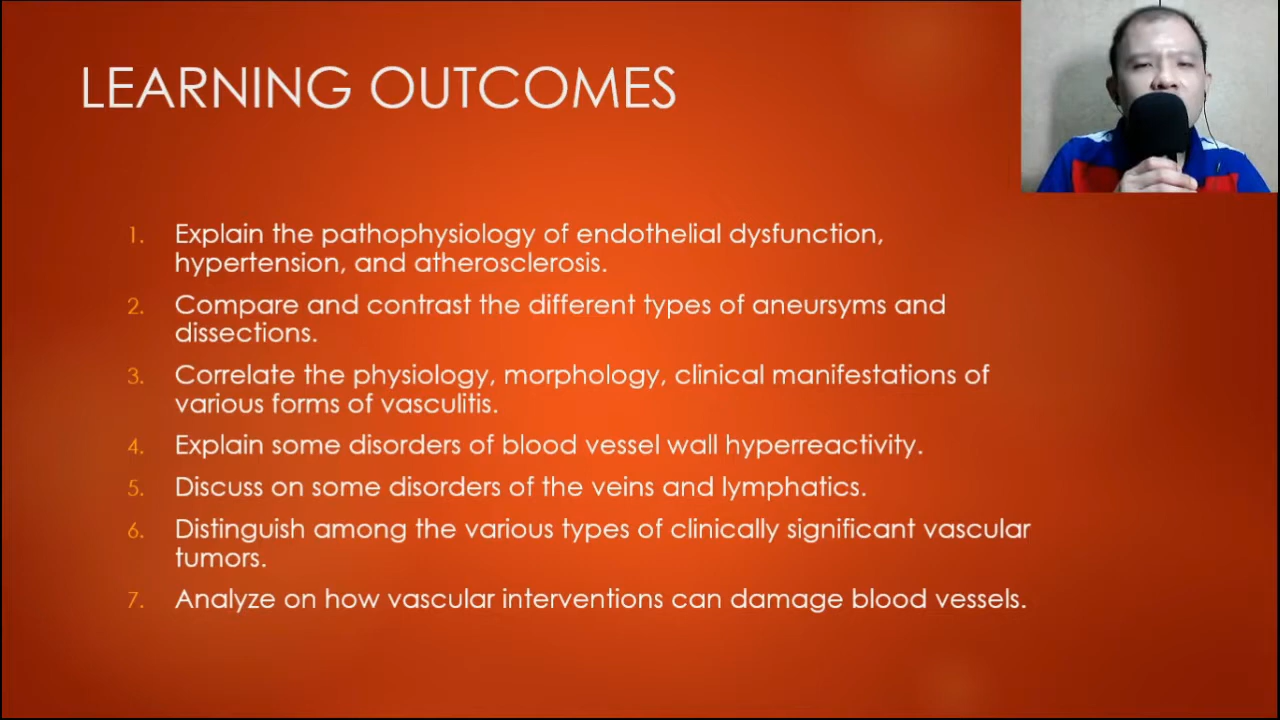 LEARNING OUTCOMES
1. Explain the pathophysiology of endothelial dysfunction,
hypertension, and atherosclerosis.
2. Compare and contrast the different types of aneursyms and
dissections.
3. Correlate the physiology, morphology, clinical manifestations of
various forms of vasculitis.
4. Explain some disorders of blood vessel wall hyperreactivity.
5. Discuss on some disorders of the veins and lymphatics.
6. Distinguish among the various types of clinically significant vascular
tumors.
7. Analyze on how vascular interventions can damage blood vessels.